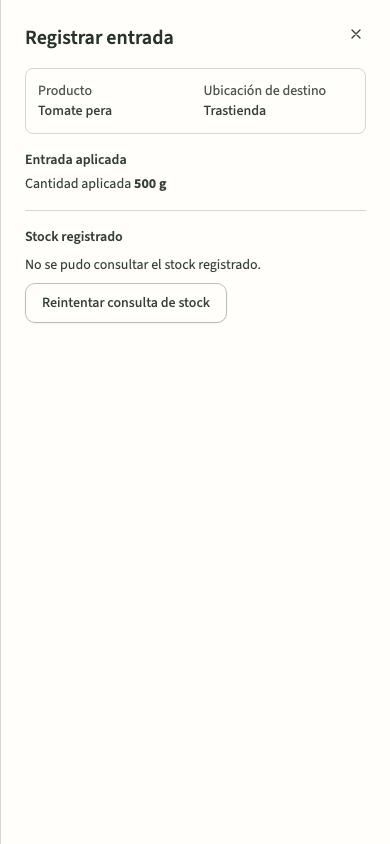 Registrar entrada
Producto
Ubicación de destino
Tomate pera
Trastienda
Entrada aplicada
Cantidad aplicada 500 g
Stock registrado
No se pudo consultar el stock registrado.
Reintentar consulta de stock